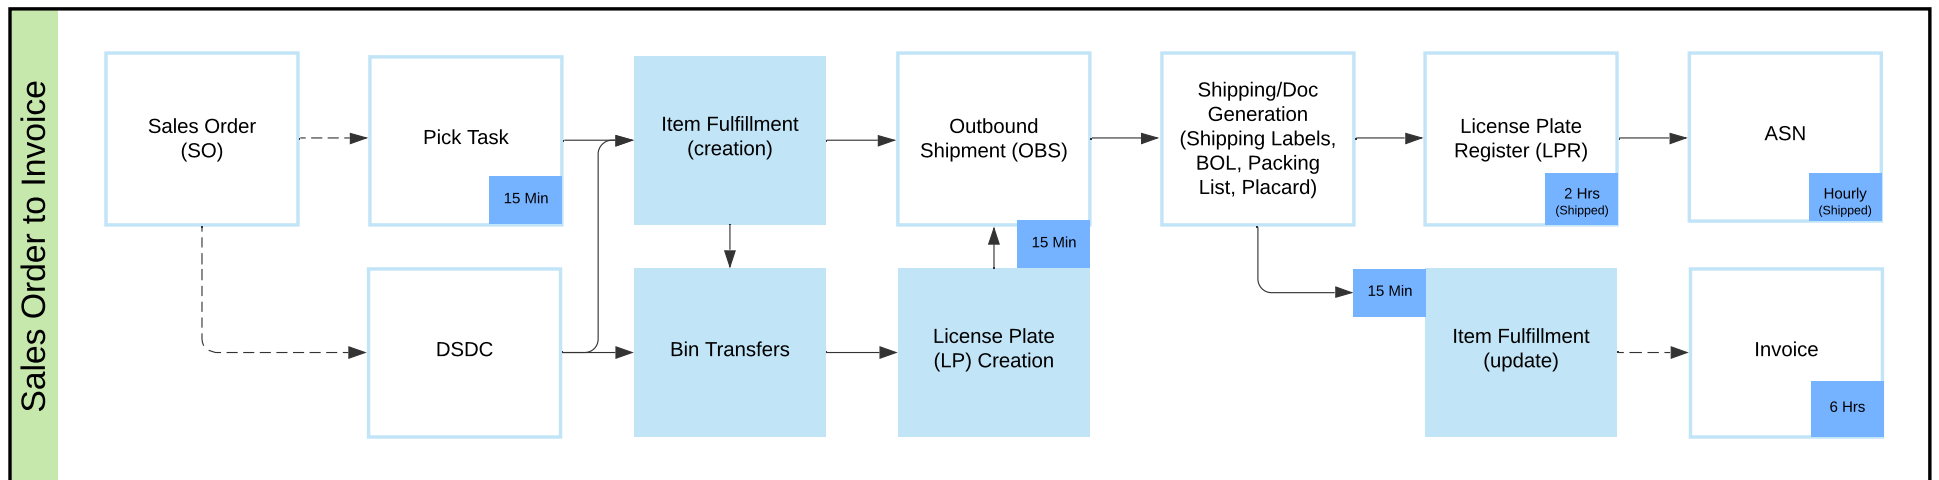 Sales Order to Invoice
Sales Order
(SO)
Pick Task
15 Min
Item Fulfillment
(creation)
Outbound
Shipment (OBS)
15 Min
Shipping/Doc
Generation
(Shipping Labels,
BOL, Packing
List, Placard)
License Plate
Register (LPR)
2 Hrs
(Shipped)
ASN
Hourly
(Shipped)
DSDC
Bin Transfers
License Plate
(LP) Creation
15 Min
Item Fulfillment
(update)
Invoice
6 Hrs